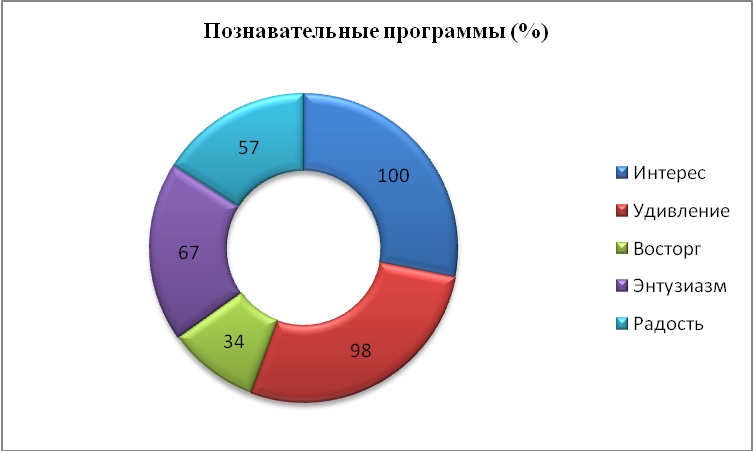 Познавательные программы (%)
57
100
67
34
98
Интерес
Удивление
Восторг
Энтузиазм
Радость